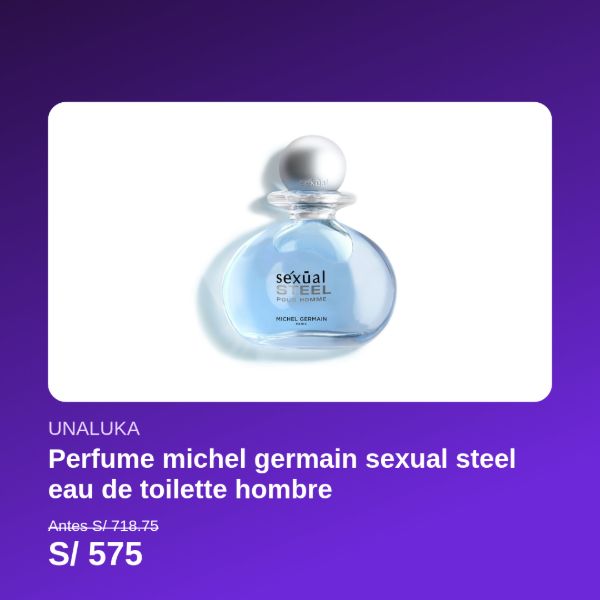 sexual
séxūal
STEEL
POUR HOMME
MICHEL GERMAIN
PARIS
UNALUKA
Perfume michel germain sexual steel
eau de toilette hombre
Antes S/ 718.75
S/ 575